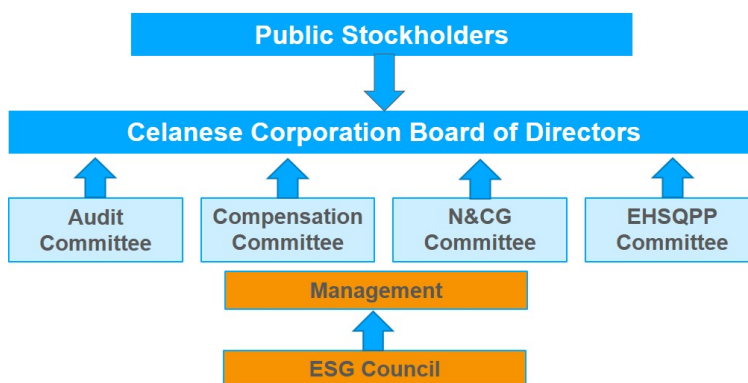 Public Stockholders
Celanese Corporation Board of Directors
Audit
Committee
Compensation
Committee
N&CG
Committee
EHSQPP
Committee
Management
ESG Council